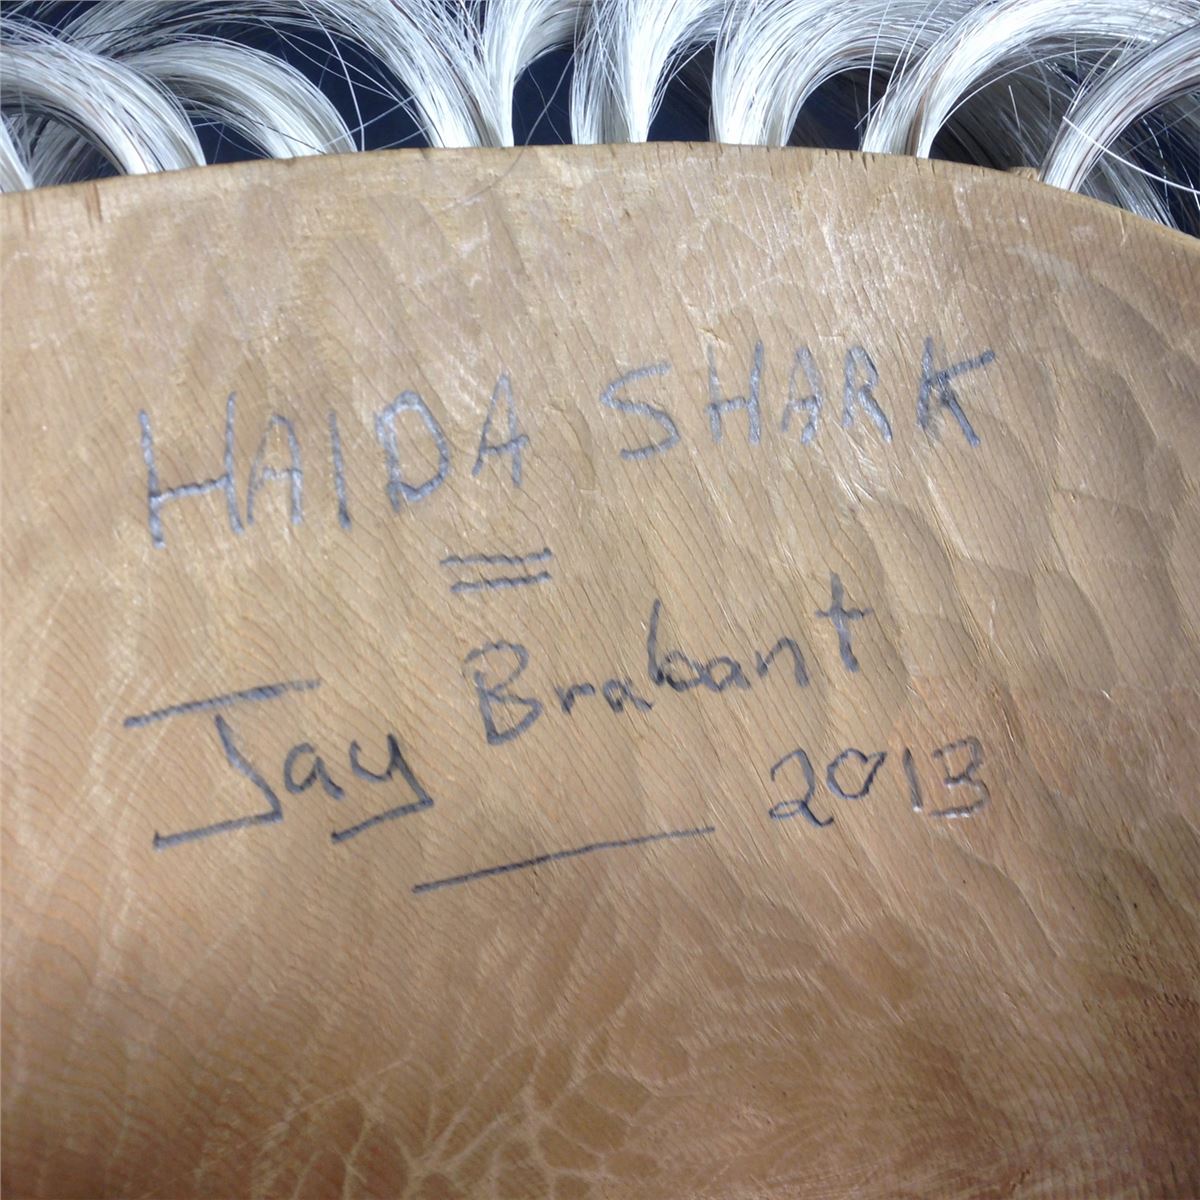 HAIDA SHARK
=
Jay Brabant
2013